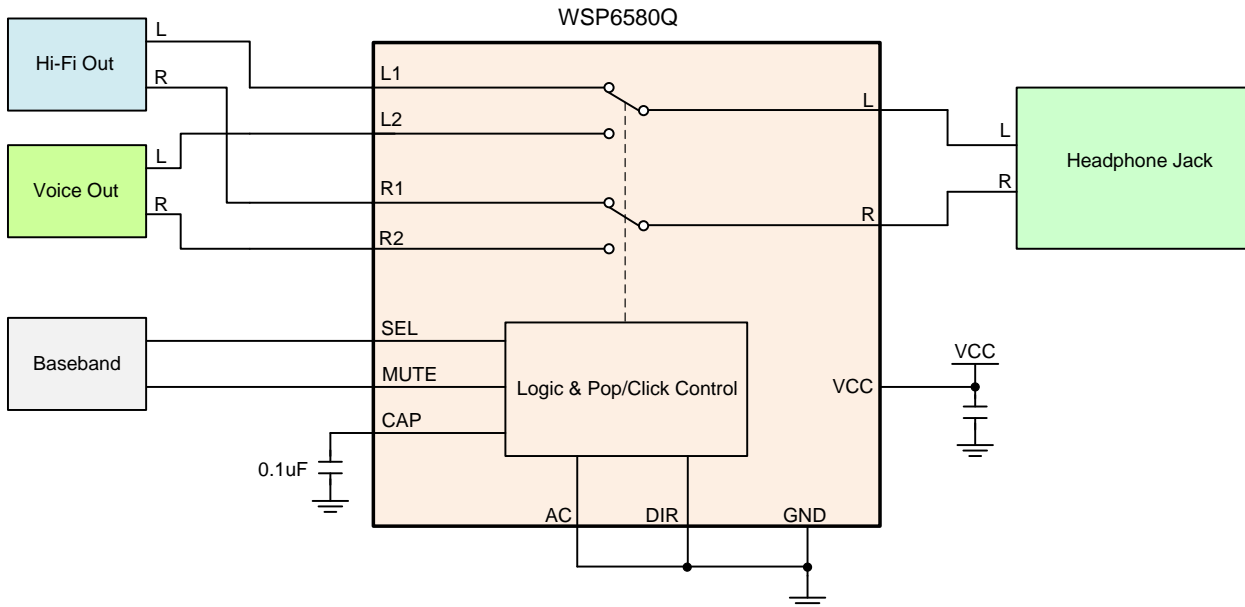 WSP6580Q
Hi-Fi Out
L
R
Voice Out
L
R
Baseband
L1
L2
R1
R2
SEL
MUTE
CAP
0.1uF
Logic & Pop/Click Control
AC
DIR
GND
L
R
VCC
VCC
L
R
Headphone Jack